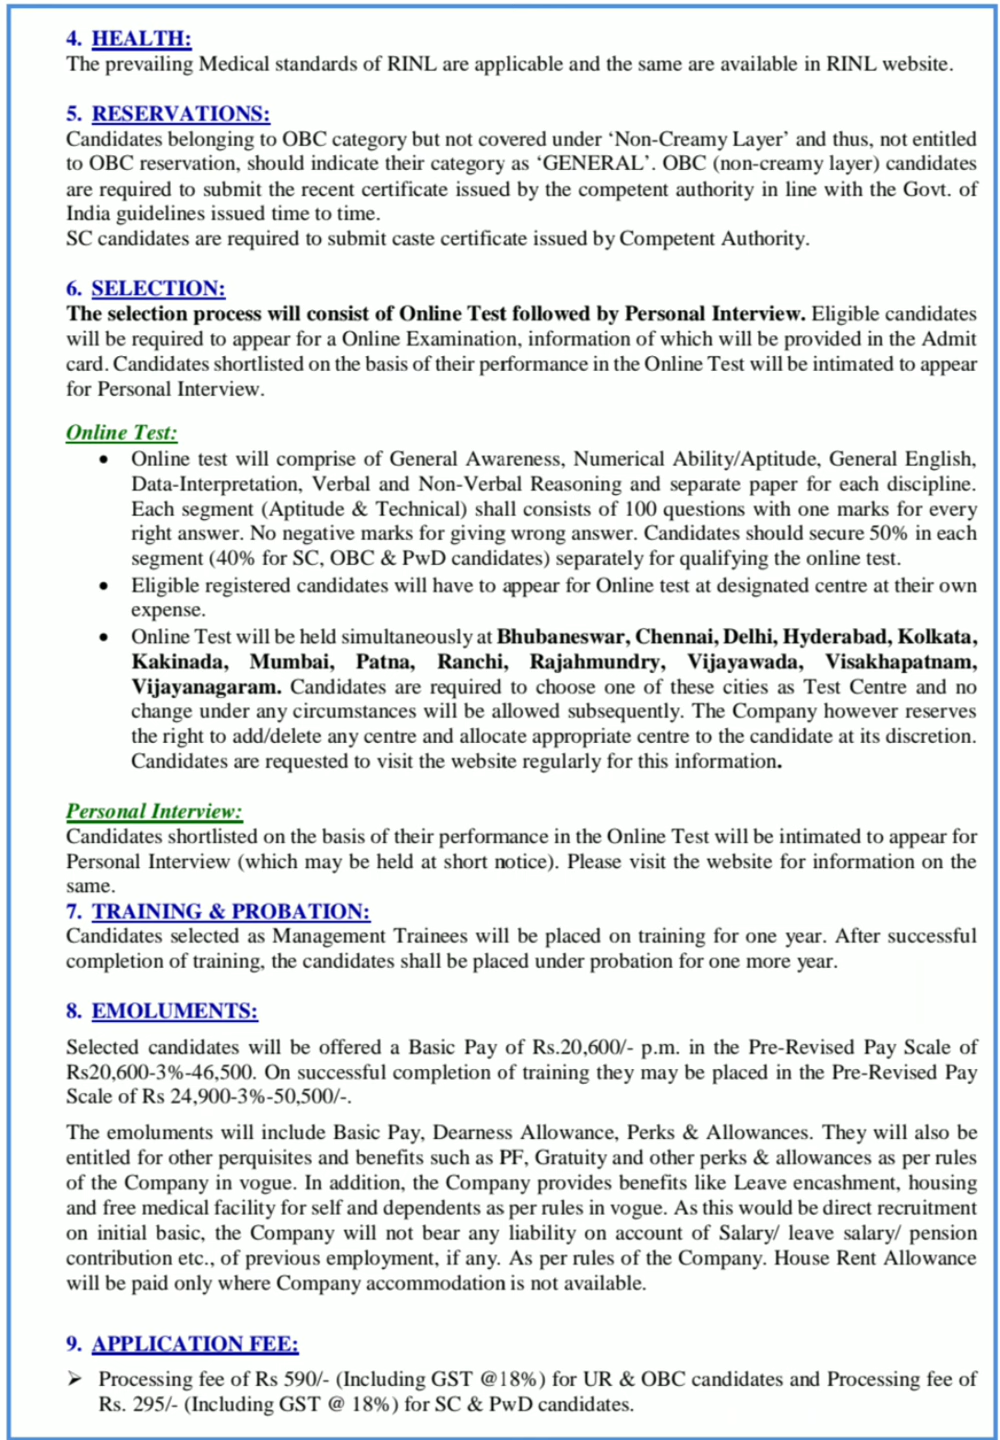 4. HEALTH:
The prevailing Medical standards of RINL are applicable and the same are available in RINL website.
5. RESERVATIONS:
Candidates belonging to OBC category but not covered under ‘Non-Creamy Layer’ and thus, not entitled
to OBC reservation, should indicate their category as ‘GENERAL’. OBC (non-creamy layer) candidates
are required to submit the recent certificate issued by the competent authority in line with the Govt. of
India guidelines issued time to time.
SC candidates are required to submit caste certificate issued by Competent Authority.
6. SELECTION:
The selection process will consist of Online Test followed by Personal Interview. Eligible candidates
will be required to appear for a Online Examination, information of which will be provided in the Admit
card. Candidates shortlisted on the basis of their performance in the Online Test will be intimated to appear
for Personal Interview.
Online Test:
• Online test will comprise of General Awareness, Numerical Ability/Aptitude, General English,
Data-Interpretation, Verbal and Non-Verbal Reasoning and separate paper for each discipline.
Each segment (Aptitude & Technical) shall consists of 100 questions with one marks for every
right answer. No negative marks for giving wrong answer. Candidates should secure 50% in each
segment (40% for SC, OBC & PwD candidates) separately for qualifying the online test.
• Eligible registered candidates will have to appear for Online test at designated centre at their own
expense.
• Online Test will be held simultaneously at Bhubaneswar, Chennai, Delhi, Hyderabad, Kolkata,
Kakinada, Mumbai, Patna, Ranchi, Rajahmundry, Vijayawada, Visakhapatnam,
Vijayanagaram. Candidates are required to choose one of these cities as Test Centre and no
change under any circumstances will be allowed subsequently. The Company however reserves
the right to add/delete any centre and allocate appropriate centre to the candidate at its discretion.
Candidates are requested to visit the website regularly for this information.
Personal Interview:
Candidates shortlisted on the basis of their performance in the Online Test will be intimated to appear for
Personal Interview (which may be held at short notice). Please visit the website for information on the
same.
7. TRAINING & PROBATION:
Candidates selected as Management Trainees will be placed on training for one year. After successful
completion of training, the candidates shall be placed under probation for one more year.
8. EMOLUMENTS:
Selected candidates will be offered a Basic Pay of Rs.20,600/- p.m. in the Pre-Revised Pay Scale of
Rs20,600-3%-46,500. On successful completion of training they may be placed in the Pre-Revised Pay
Scale of Rs 24,900-3%-50,500/-.
The emoluments will include Basic Pay, Dearness Allowance, Perks & Allowances. They will also be
entitled for other perquisites and benefits such as PF, Gratuity and other perks & allowances as per rules
of the Company in vogue. In addition, the Company provides benefits like Leave encashment, housing
and free medical facility for self and dependents as per rules in vogue. As this would be direct recruitment
on initial basic, the Company will not bear any liability on account of Salary/ leave salary/ pension
contribution etc., of previous employment, if any. As per rules of the Company. House Rent Allowance
will be paid only where Company accommodation is not available.
9. APPLICATION FEE:
➢ Processing fee of Rs 590/- (Including GST @18%) for UR & OBC candidates and Processing fee of
Rs. 295/- (Including GST @ 18%) for SC & PwD candidates.